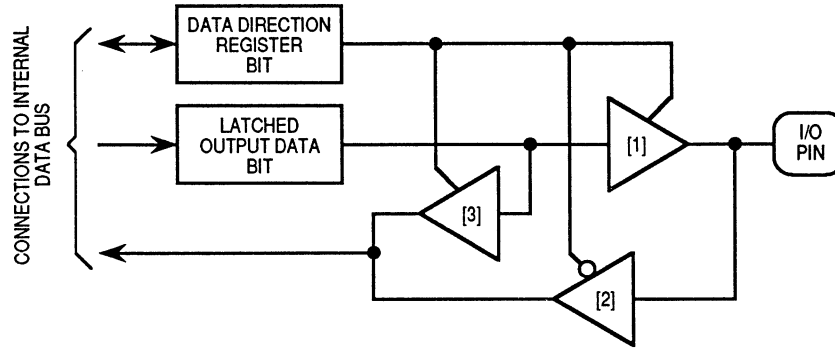 CONNECTIONS TO INTERNAL
DATA BUS
DATA DIRECTION
REGISTER
BIT
LATCHED
OUTPUT DATA
BIT
[1]
I/O
PIN
[3]
[2]